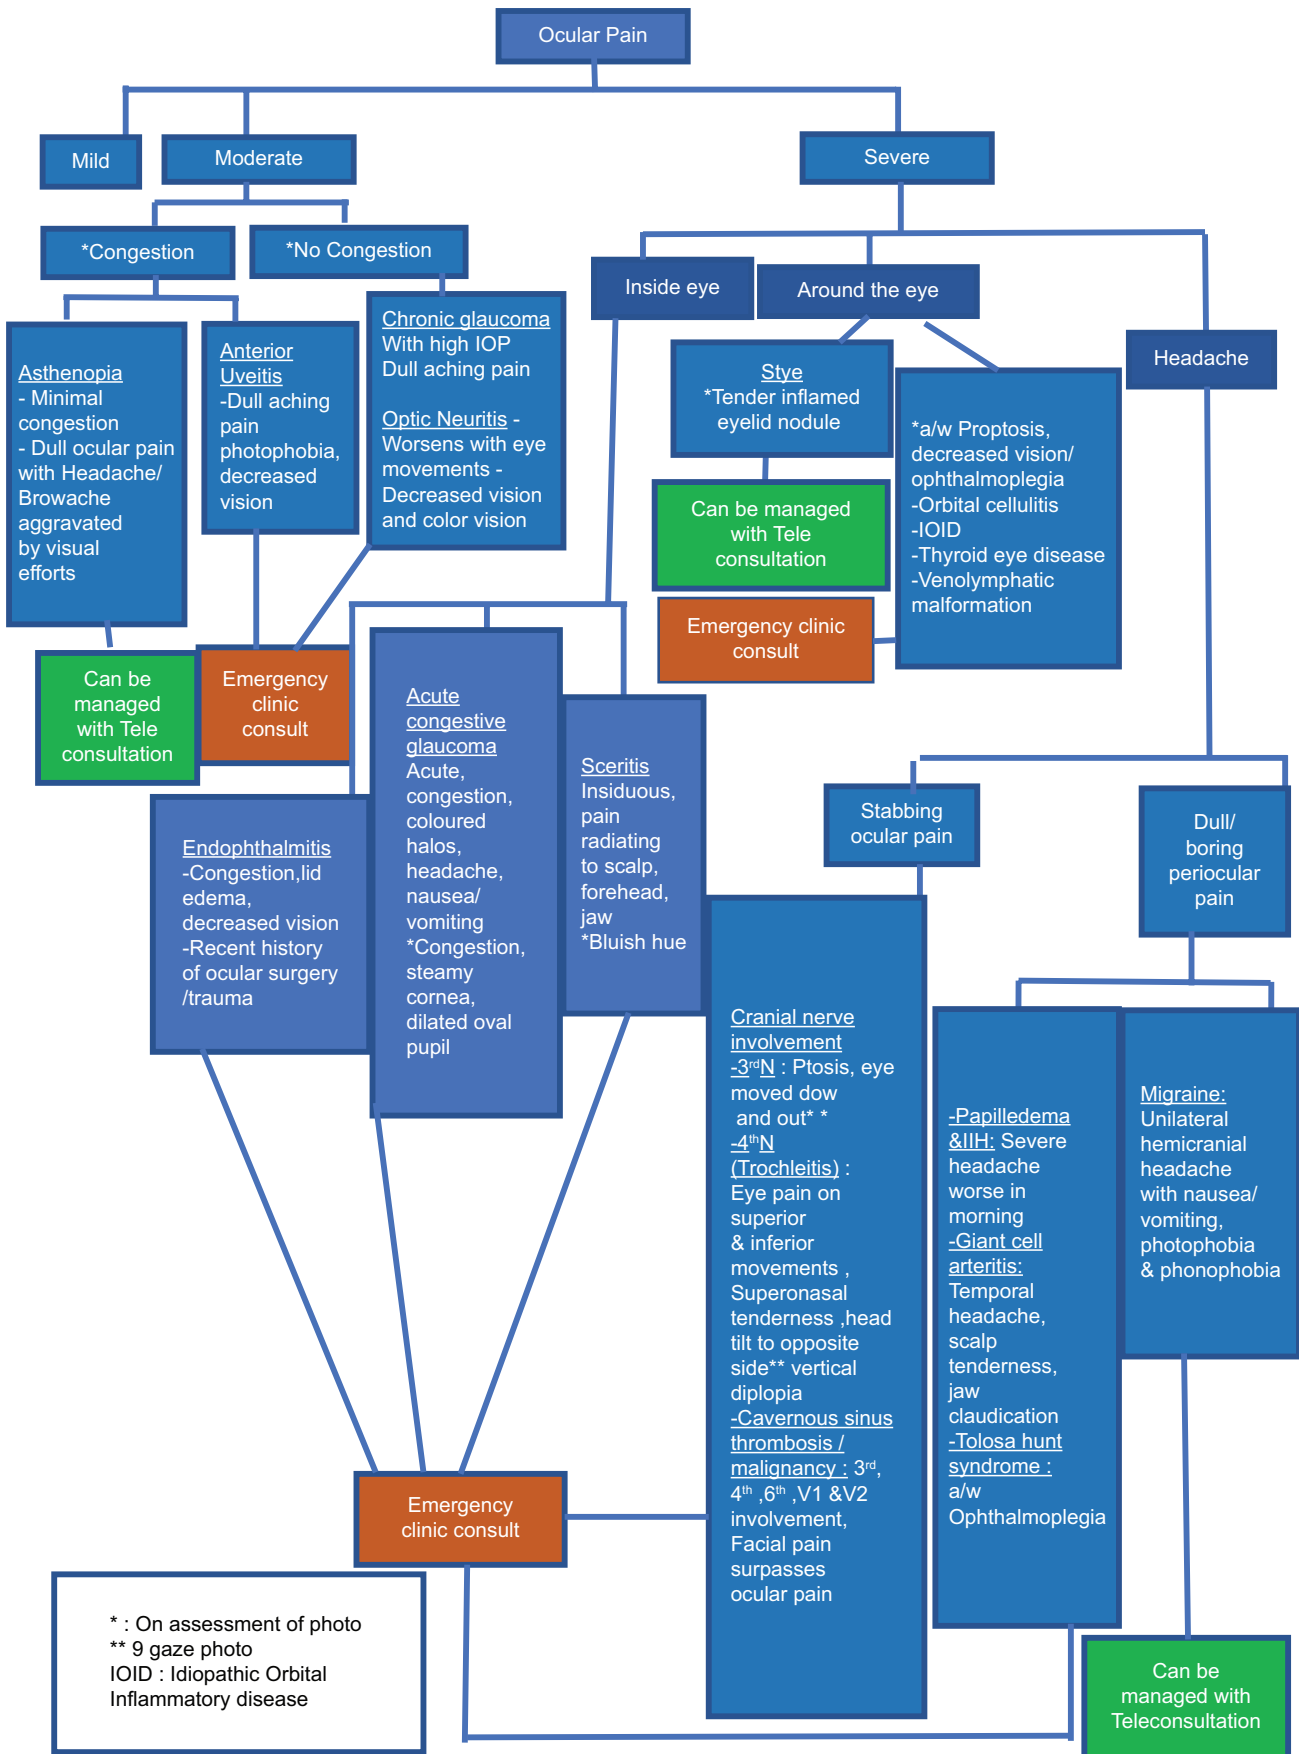 Ocular Pain
Mild
Moderate
Severe
*Congestion
*No Congestion
Inside eye
Around the eye
Headache
Asthenopia
- Minimal
congestion
- Dull ocular pain
with Headache/
Browache
aggravated
by visual
efforts
Anterior
Uveitis
-Dull aching
pain
photophobia,
decreased
vision
Chronic glaucoma
With high IOP
Dull aching pain
Optic Neuritis -
Worsens with eye
movements -
Decreased vision
and color vision
Stye
*Tender inflamed
eyelid nodule
*a/w Proptosis,
decreased vision/
ophthalmoplegia
-Orbital cellulitis
-IOID
-Thyroid eye disease
-Venolymphatic
malformation
Can be managed
with Tele
consultation
Emergency clinic
consult
Can be
managed
with Tele
consultation
Emergency
clinic
consult
Endophthalmitis
-Congestion,lid
edema,
decreased vision
-Recent history
of ocular surgery
/trauma
Acute
congestive
glaucoma
Acute,
congestion,
coloured
halos,
headache,
nausea/
vomiting
*Congestion,
steamy
cornea,
dilated oval
pupil
Sceritis
Insiduous,
pain
radiating
to scalp,
forehead,
jaw
*Bluish hue
Stabbing
ocular pain
Dull/
boring
periocular
pain
Cranial nerve
involvement
-3rdN : Ptosis, eye
moved dow
and out* *
-4thN
(Trochleitis) :
Eye pain on
superior
& inferior
movements ,
Superonasal
tenderness ,head
tilt to opposite
side** vertical
diplopia
-Cavernous sinus
thrombosis /
malignancy : 3rd,
4th ,6th ,V1 &V2
involvement,
Facial pain
surpasses
ocular pain
-Papilledema
&IIH: Severe
headache
worse in
morning
-Giant cell
arteritis:
Temporal
headache,
scalp
tenderness,
jaw
claudication
-Tolosa hunt
syndrome :
a/w
Ophthalmoplegia
Migraine:
Unilateral
hemicranial
headache
with nausea/
vomiting,
photophobia
& phonophobia
Emergency
clinic consult
Can be
managed with
Teleconsultation
* : On assessment of photo
** 9 gaze photo
IOID : Idiopathic Orbital
Inflammatory disease